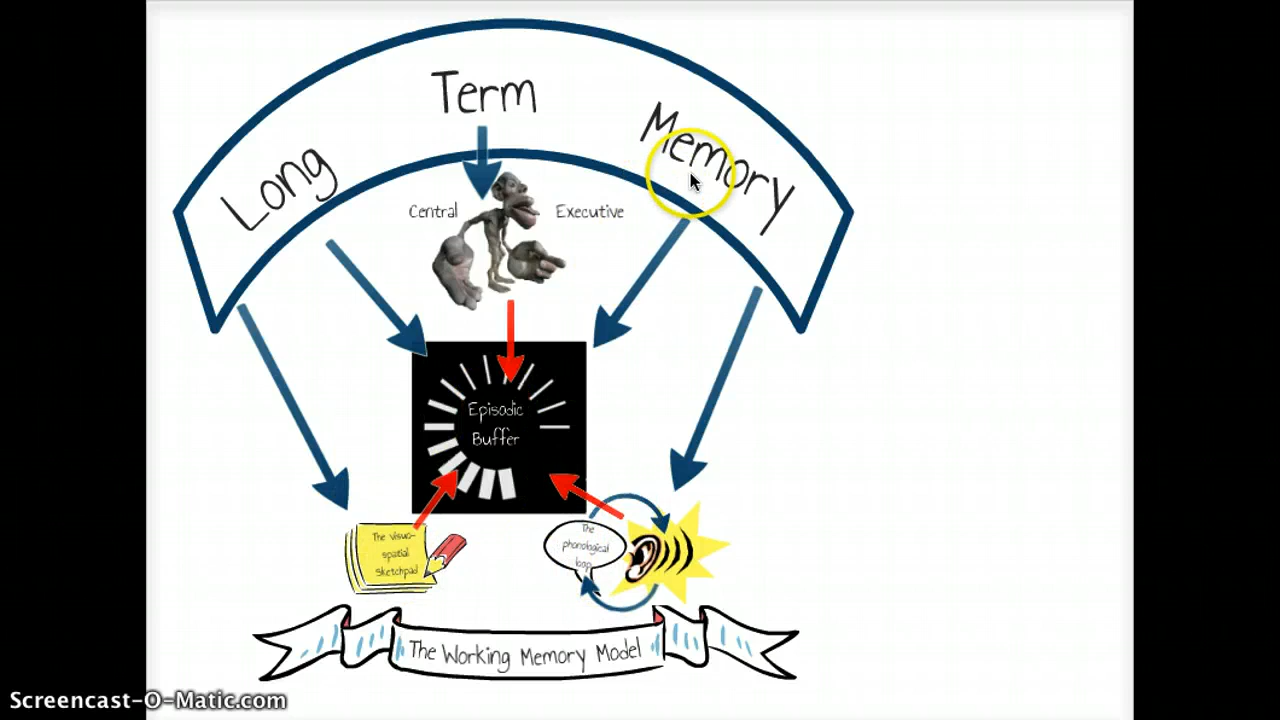 Long Term Memory
Central Executive
Episodic
Buffer
The visuo-
spatial
sketchpad
The
phonological
loop
The Working Memory Model
Screencast-O-Matic.com